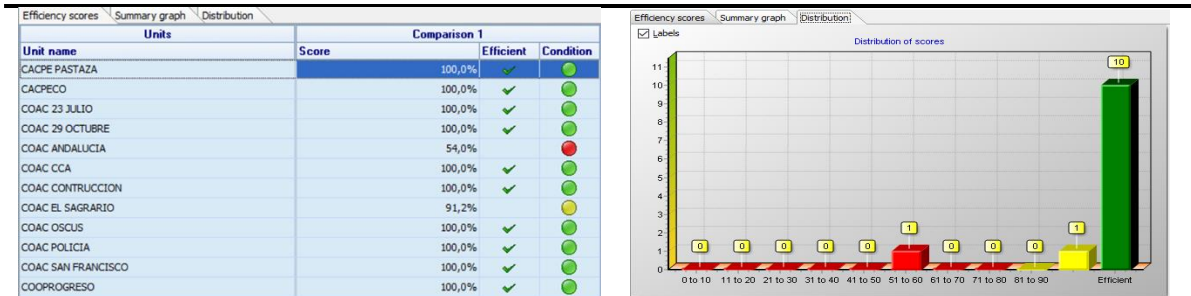 Efficiency scores Summary graph Distribution
Units Comparison 1
Unit name Score Efficient Condition
CACPE PASTAZA 100,0%
CACPECO 100,0%
COAC 23 JULIO 100,0%
COAC 29 OCTUBRE 100,0%
COAC ANDALUCIA 54,0%
COAC CCA 100,0%
COAC CONTRUCCION 100,0%
COAC EL SAGRARIO 91,2%
COAC OSCUS 100,0%
COAC POLICIA 100,0%
COAC SAN FRANCISCO 100,0%
COOPROGRESO 100,0%
Efficiency scores Summary graph Distribution
Labels
Distribution of scores
11
10
9
8
7
6
5
4
3
2
1
0
0 0 0 0 0 1 0 0 0 1 10
0 to 10 11 to 20 21 to 30 31 to 40 41 to 50 51 to 60 61 to 70 71 to 80 81 to 90 Efficient